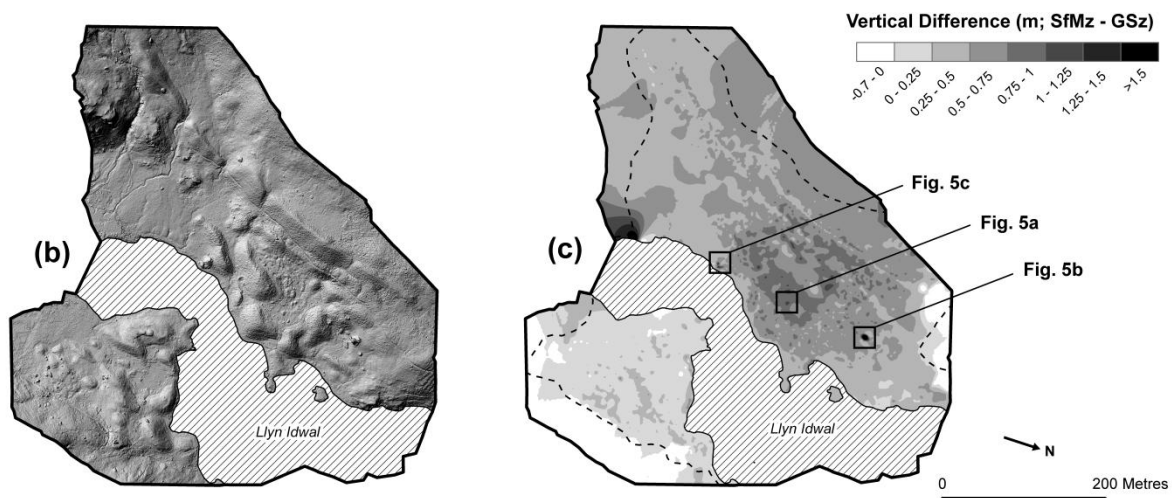 Vertical Difference (m; SfMz - GSz)
-0.7 - 0
0 - 0.25
0.25 - 0.5
0.5 - 0.75
0.75 - 1
1 - 1.25
1.25 - 1.5
>1.5
(b)
(c)
Fig. 5c
Fig. 5a
Fig. 5b
Llyn Idwal
Llyn Idwal
N
0 200 Metres